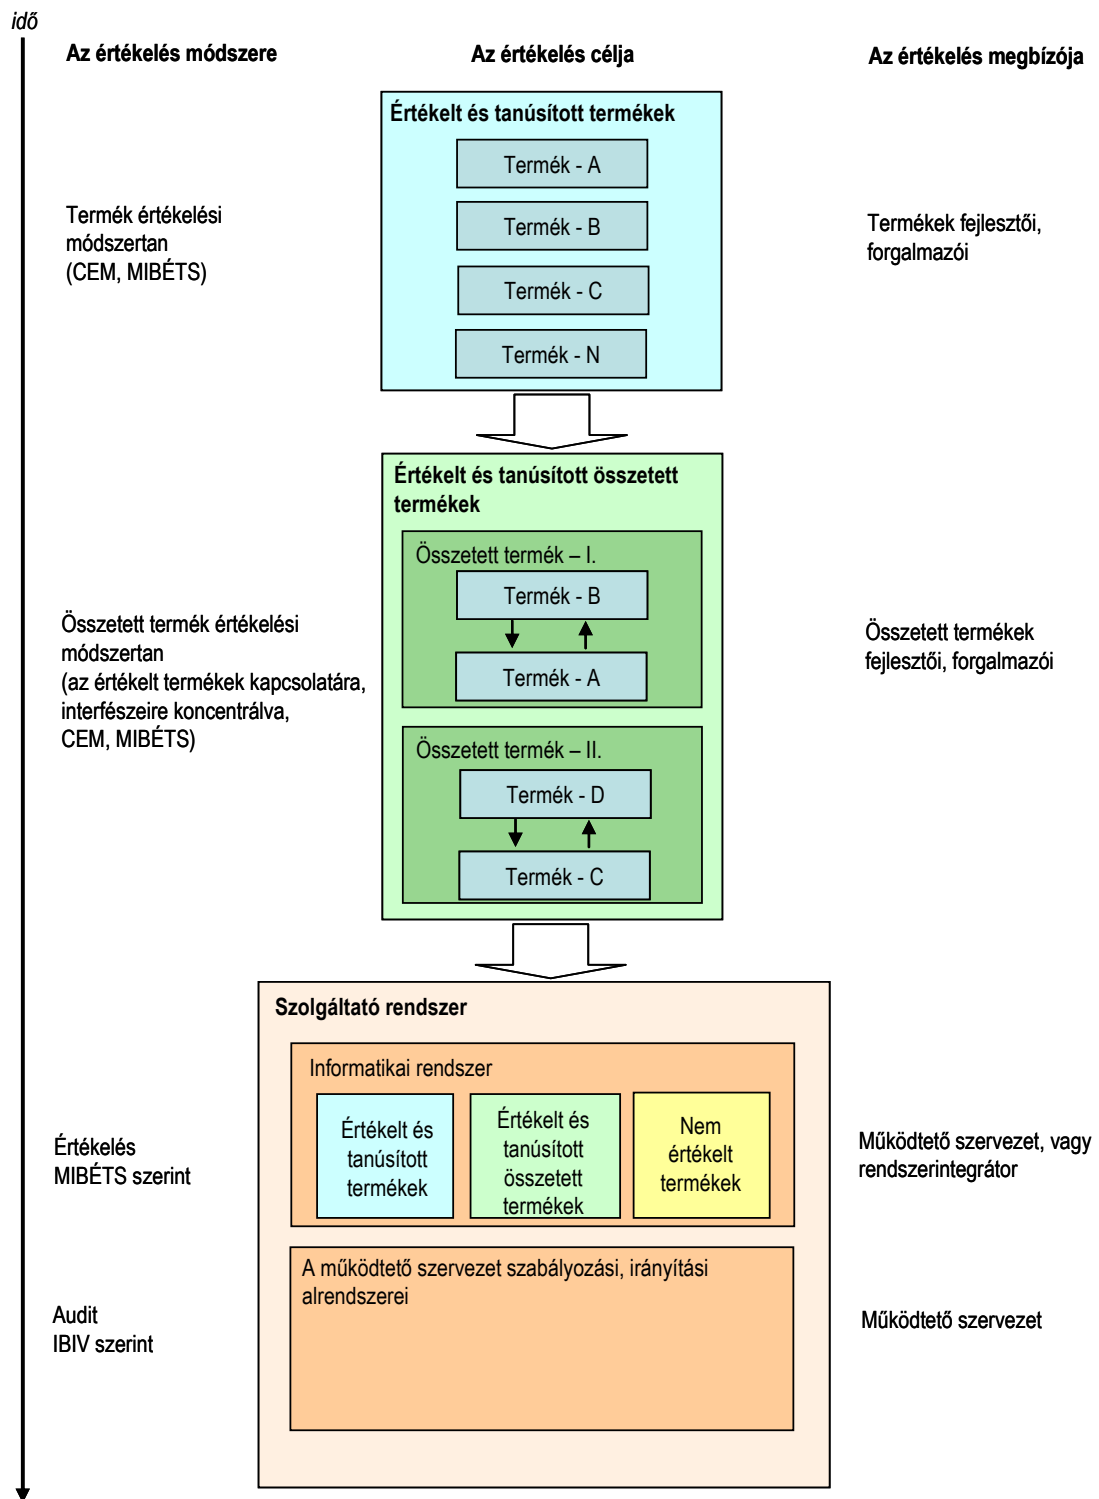 idő
Az értékelés módszere
Az értékelés célja
Az értékelés megbízója
Értékelt és tanúsított termékek
Termék - A
Termék - B
Termék - C
Termék - N
Termék értékelési
módszertan
(CEM, MIBÉTS)
Termékek fejlesztői,
forgalmazói
Értékelt és tanúsított összetett
termékek
Összetett termék – I.
Termék - B
Termék - A
Összetett termék – II.
Termék - D
Termék - C
Összetett termék értékelési
módszertan
(az értékelt termékek kapcsolatára,
interfészeire koncentrálva,
CEM, MIBÉTS)
Összetett termékek
fejlesztői, forgalmazói
Szolgáltató rendszer
Informatikai rendszer
Értékelt és
tanúsított
termékek
Értékelt és
tanúsított
összetett
termékek
Nem
értékelt
termékek
Értékelés
MIBÉTS szerint
Működtető szervezet, vagy
rendszerintegrátor
A működtető szervezet szabályozási, irányítási
alrendszerei
Audit
IBIV szerint
Működtető szervezet